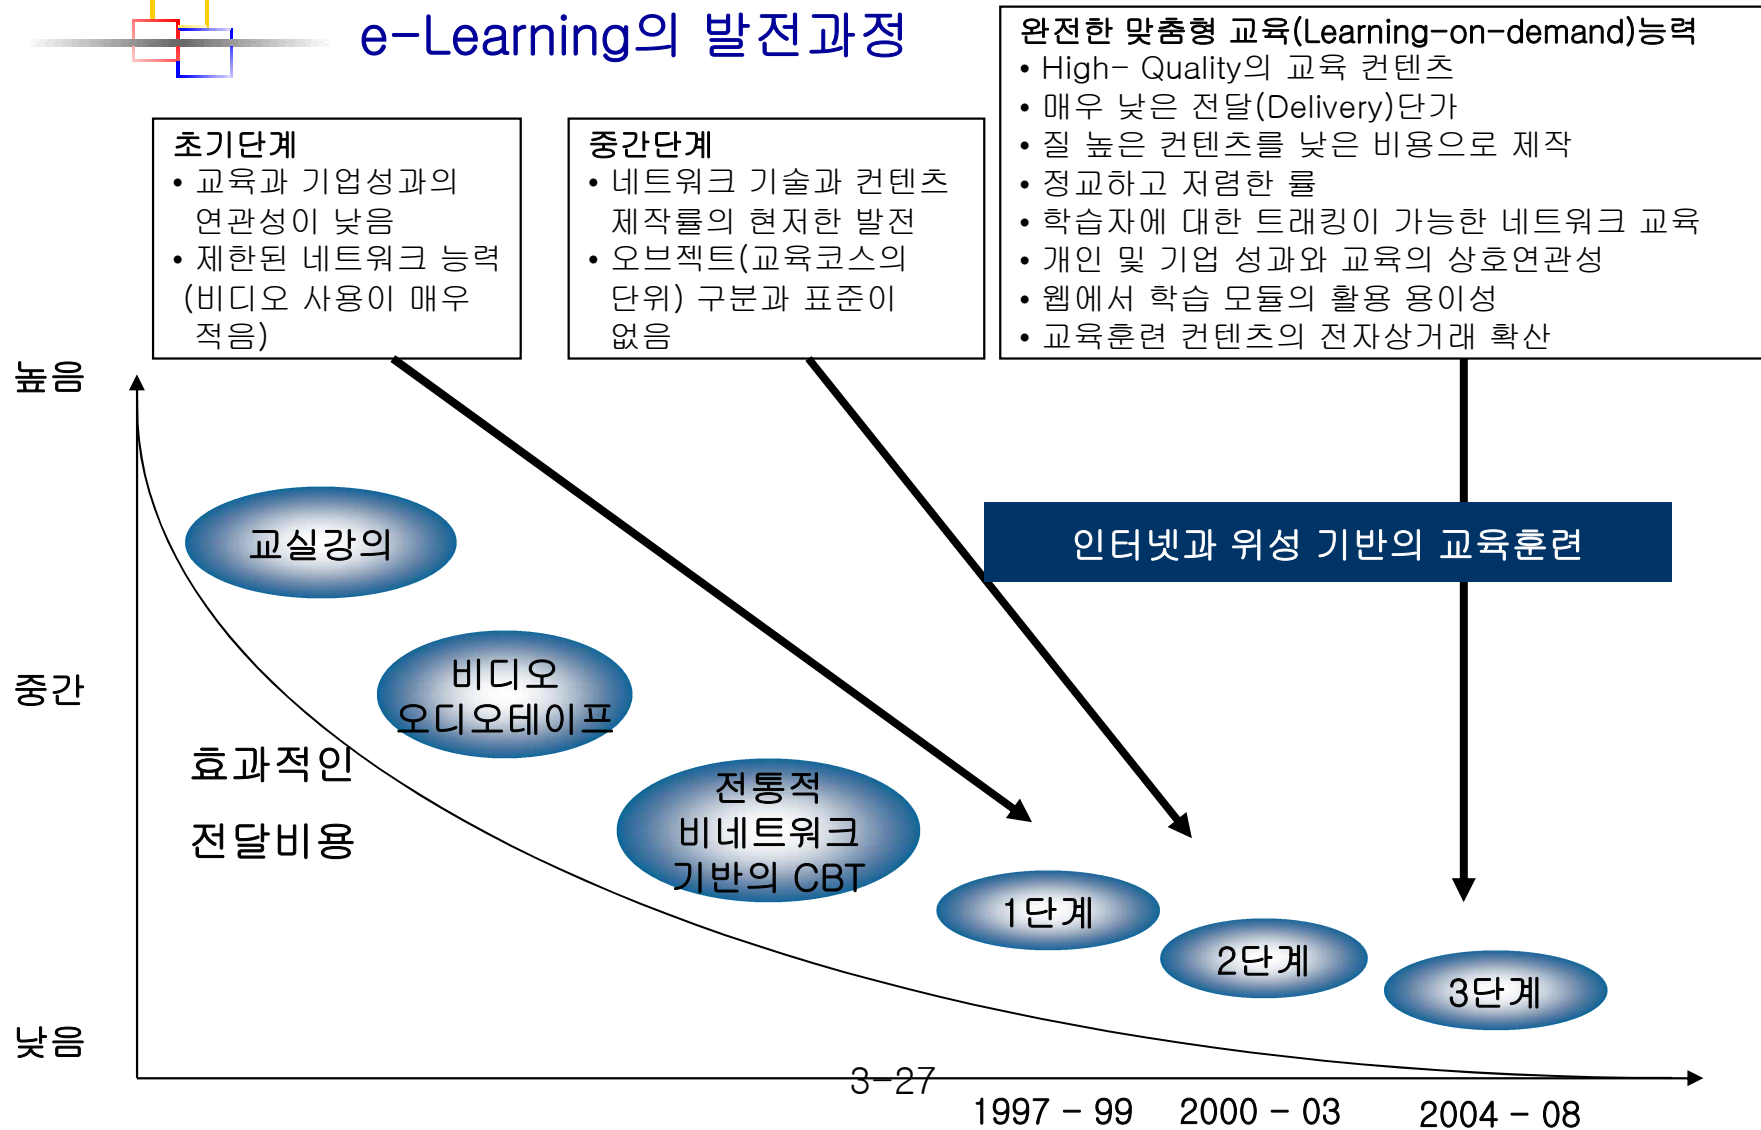 e-Learning의 발전과정
초기단계
• 교육과 기업성과의
연관성이 낮음
• 제한된 네트워크 능력
(비디오 사용이 매우
적음)
중간단계
• 네트워크 기술과 컨텐츠
제작률의 현저한 발전
• 오브젝트(교육코스의
단위) 구분과 표준이
없음
완전한 맞춤형 교육(Learning-on-demand)능력
• High- Quality의 교육 컨텐츠
• 매우 낮은 전달(Delivery)단가
• 질 높은 컨텐츠를 낮은 비용으로 제작
• 정교하고 저렴한 률
• 학습자에 대한 트래킹이 가능한 네트워크 교육
• 개인 및 기업 성과와 교육의 상호연관성
• 웹에서 학습 모듈의 활용 용이성
• 교육훈련 컨텐츠의 전자상거래 확산
높음
중간
낮음
교실강의
인터넷과 위성 기반의 교육훈련
비디오
오디오테이프
효과적인
전달비용
전통적
비네트워크
기반의 CBT
1단계
2단계
3단계
3-27
1997 - 99
2000 - 03
2004 - 08